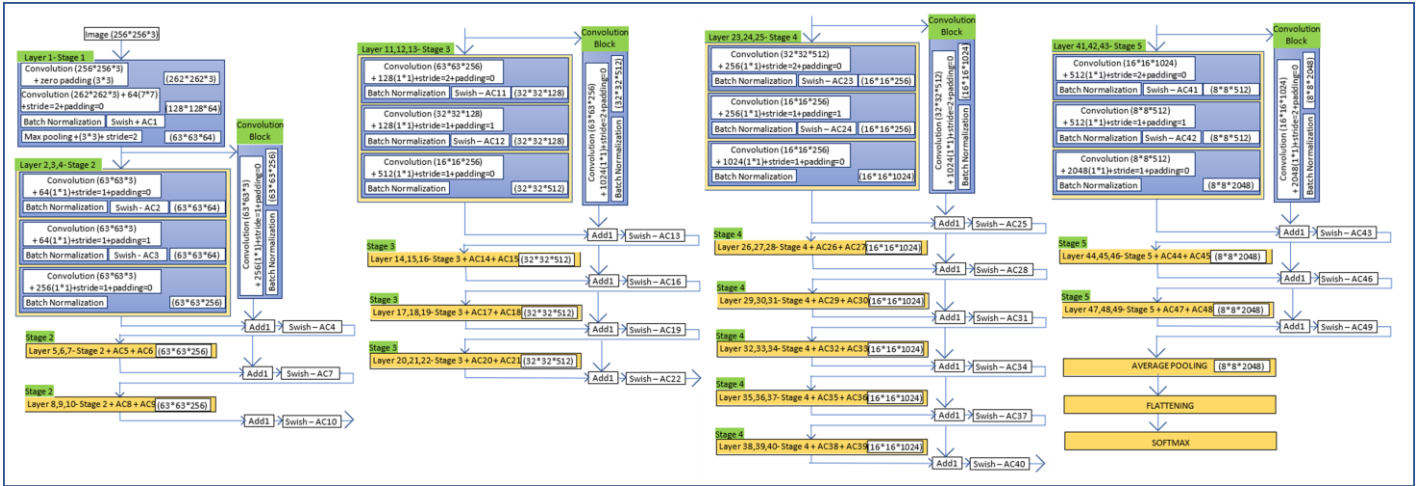 Image (256*256*3)
Layer 1- Stage 1
Convolution (256*256*3)
+ zero padding (3*3)
(262*262*3)
Convolution (262*262*3) + 64(7*7)
+stride=2+padding=0
(128*128*64)
Batch Normalization
Swish + AC1
Max pooling +(3*3)+ stride=2
(63*63*64)
Convolution
Block
Convolution (63*63*3)
+ 256(1*1)+stride=1+padding=0
Batch Normalization
(63*63*256)
Layer 2,3,4- Stage 2
Convolution (63*63*3)
+ 64(1*1)+stride=1+padding=0
Batch Normalization
Swish - AC2
(63*63*64)
Convolution (63*63*3)
+ 64(1*1)+stride=1+padding=1
Batch Normalization
Swish - AC3
(63*63*64)
Convolution (63*63*3)
+ 256(1*1)+stride=1+padding=0
Batch Normalization
(63*63*256)
Add1
Swish – AC4
Stage 2
Layer 5,6,7- Stage 2 + AC5 + AC6
(63*63*256)
Add1
Swish – AC7
Stage 2
Layer 8,9,10- Stage 2 + AC8 + AC9
(63*63*256)
Add1
Swish – AC10
Layer 11,12,13- Stage 3
Convolution (63*63*256)
+ 128(1*1)+stride=2+padding=0
Batch Normalization
Swish – AC11
(32*32*128)
Convolution (32*32*128)
+ 128(1*1)+stride=1+padding=1
Batch Normalization
Swish – AC12
(32*32*128)
Convolution (16*16*256)
+ 512(1*1)+stride=1+padding=0
Batch Normalization
(32*32*512)
Convolution
Block
Convolution (63*63*256)
+ 1024(1*1)+stride=2+padding=0
Batch Normalization
(32*32*512)
Add1
Swish – AC13
Stage 3
Layer 14,15,16- Stage 3 + AC14 + AC15
(32*32*512)
Add1
Swish – AC16
Stage 3
Layer 17,18,19- Stage 3 + AC17 + AC18
(32*32*512)
Add1
Swish – AC19
Stage 3
Layer 20,21,22- Stage 3 + AC20 + AC21
(32*32*512)
Add1
Swish – AC22
Layer 23,24,25- Stage 4
Convolution (32*32*512)
+ 256(1*1)+stride=2+padding=0
Batch Normalization
Swish – AC23
(16*16*256)
Convolution (16*16*256)
+ 256(1*1)+stride=1+padding=1
Batch Normalization
Swish – AC24
(16*16*256)
Convolution (16*16*256)
+ 1024(1*1)+stride=1+padding=0
Batch Normalization
(16*16*1024)
Convolution
Block
Convolution (32*32*512)
+ 1024(1*1)+stride=2+padding=0
Batch Normalization
(16*16*1024)
Add1
Swish – AC25
Stage 4
Layer 26,27,28- Stage 4 + AC26 + AC27
(16*16*1024)
Add1
Swish – AC28
Stage 4
Layer 29,30,31- Stage 4 + AC29 + AC30
(16*16*1024)
Add1
Swish – AC31
Stage 4
Layer 32,33,34- Stage 4 + AC32 + AC33
(16*16*1024)
Add1
Swish – AC34
Stage 4
Layer 35,36,37- Stage 4 + AC35 + AC36
(16*16*1024)
Add1
Swish – AC37
Stage 4
Layer 38,39,40- Stage 4 + AC38 + AC39
(16*16*1024)
Add1
Swish – AC40
Layer 41,42,43- Stage 5
Convolution (16*16*1024)
+ 512(1*1)+stride=2+padding=0
Batch Normalization
Swish – AC41
(8*8*512)
Convolution (8*8*512)
+ 512(1*1)+stride=1+padding=1
Batch Normalization
Swish – AC42
(8*8*512)
Convolution (8*8*512)
+ 2048(1*1)+stride=1+padding=0
Batch Normalization
(8*8*2048)
Convolution
Block
Convolution (16*16*1024)
+ 2048(1*1)+stride=2+padding=0
Batch Normalization
(8*8*2048)
Add1
Swish – AC43
Stage 5
Layer 44,45,46- Stage 5 + AC44 + AC45
(8*8*2048)
Add1
Swish – AC46
Stage 5
Layer 47,48,49- Stage 5 + AC47 + AC48
(8*8*2048)
Add1
Swish – AC49
AVERAGE POOLING
(8*8*2048)
FLATTENING
SOFTMAX